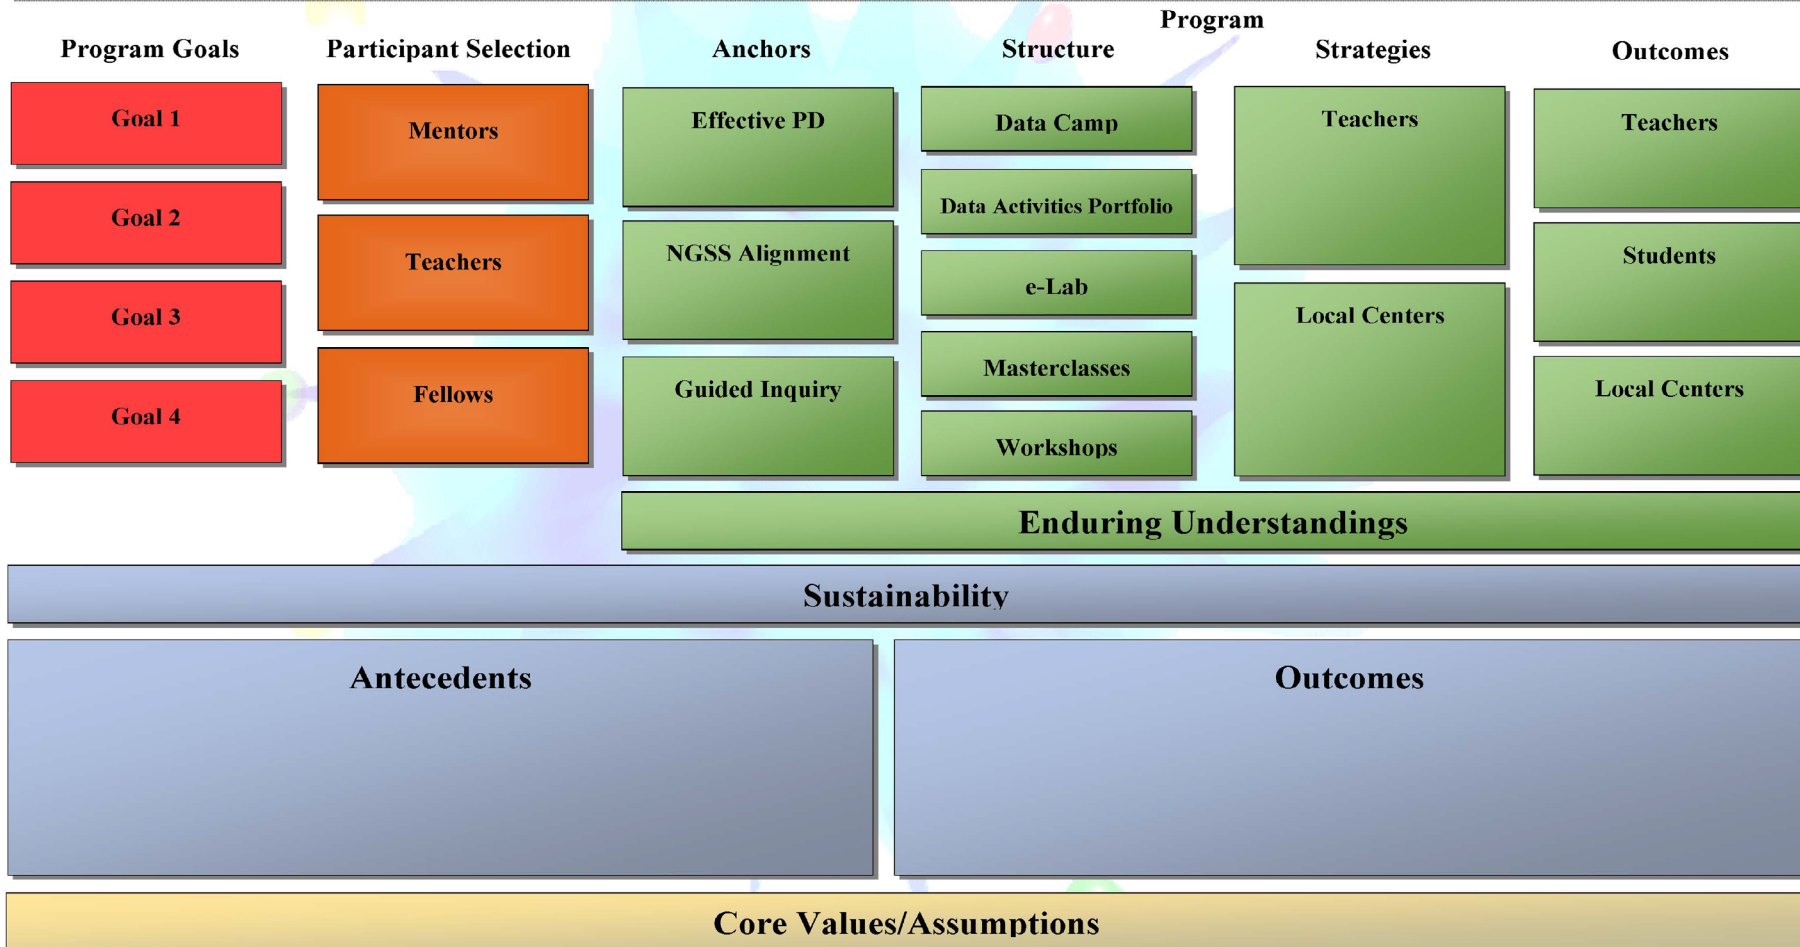 Program
Program Goals
Participant Selection
Anchors
Structure
Strategies
Outcomes
Goal 1
Goal 2
Goal 3
Goal 4
Mentors
Teachers
Fellows
Effective PD
NGSS Alignment
Guided Inquiry
Data Camp
Data Activities Portfolio
e-Lab
Masterclasses
Workshops
Teachers
Local Centers
Teachers
Students
Local Centers
Enduring Understandings
Sustainability
Antecedents
Outcomes
Core Values/Assumptions